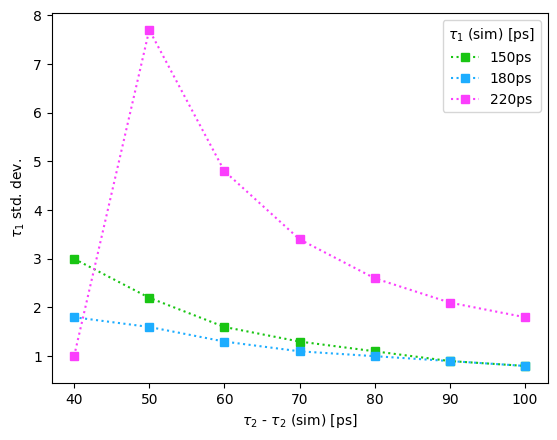 8
7
6
5
4
3
2
1
τ1 std. dev.
τ1 (sim) [ps]
150ps
180ps
220ps
40 50 60 70 80 90 100
τ2 - τ2 (sim) [ps]